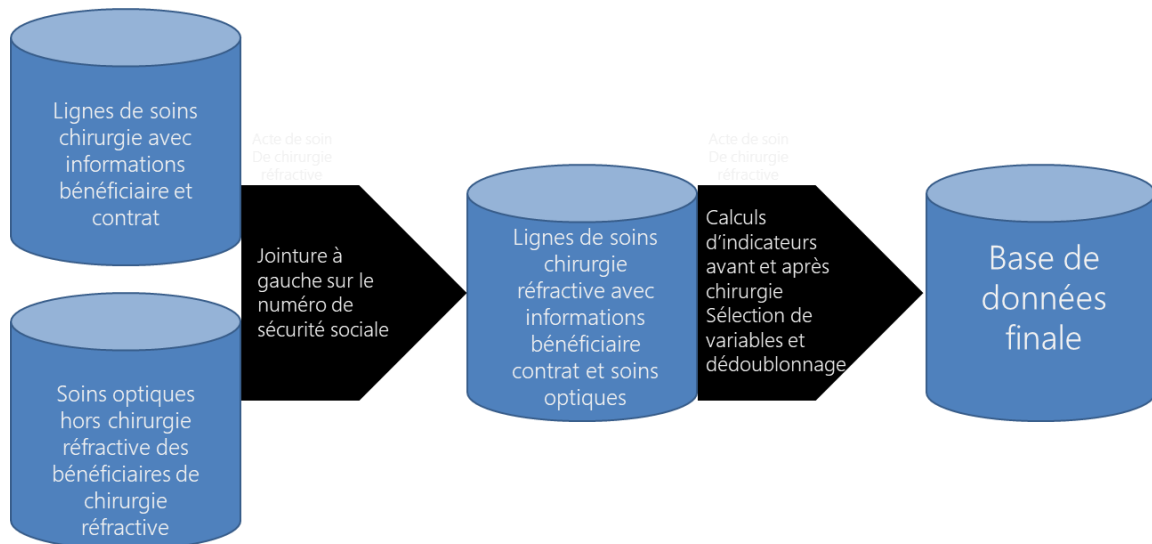 Lignes de soins
chirurgie avec
informations
bénéficiaire et
contrat
Soins optiques
hors chirurgie
réfractive des
bénéficiaires de
chirurgie
réfractive
Acte de soin
De chirurgie
réfractive
Jointure à
gauche sur le
numéro de
sécurité sociale
Lignes de soins
chirurgie
réfractive avec
informations
bénéficiaire
contrat et soins
optiques
Acte de soin
De chirurgie
réfractive
Calculs
d'indicateurs
avant et après
chirurgie
Sélection de
variables et
dédoublonnage
Base de
données
finale